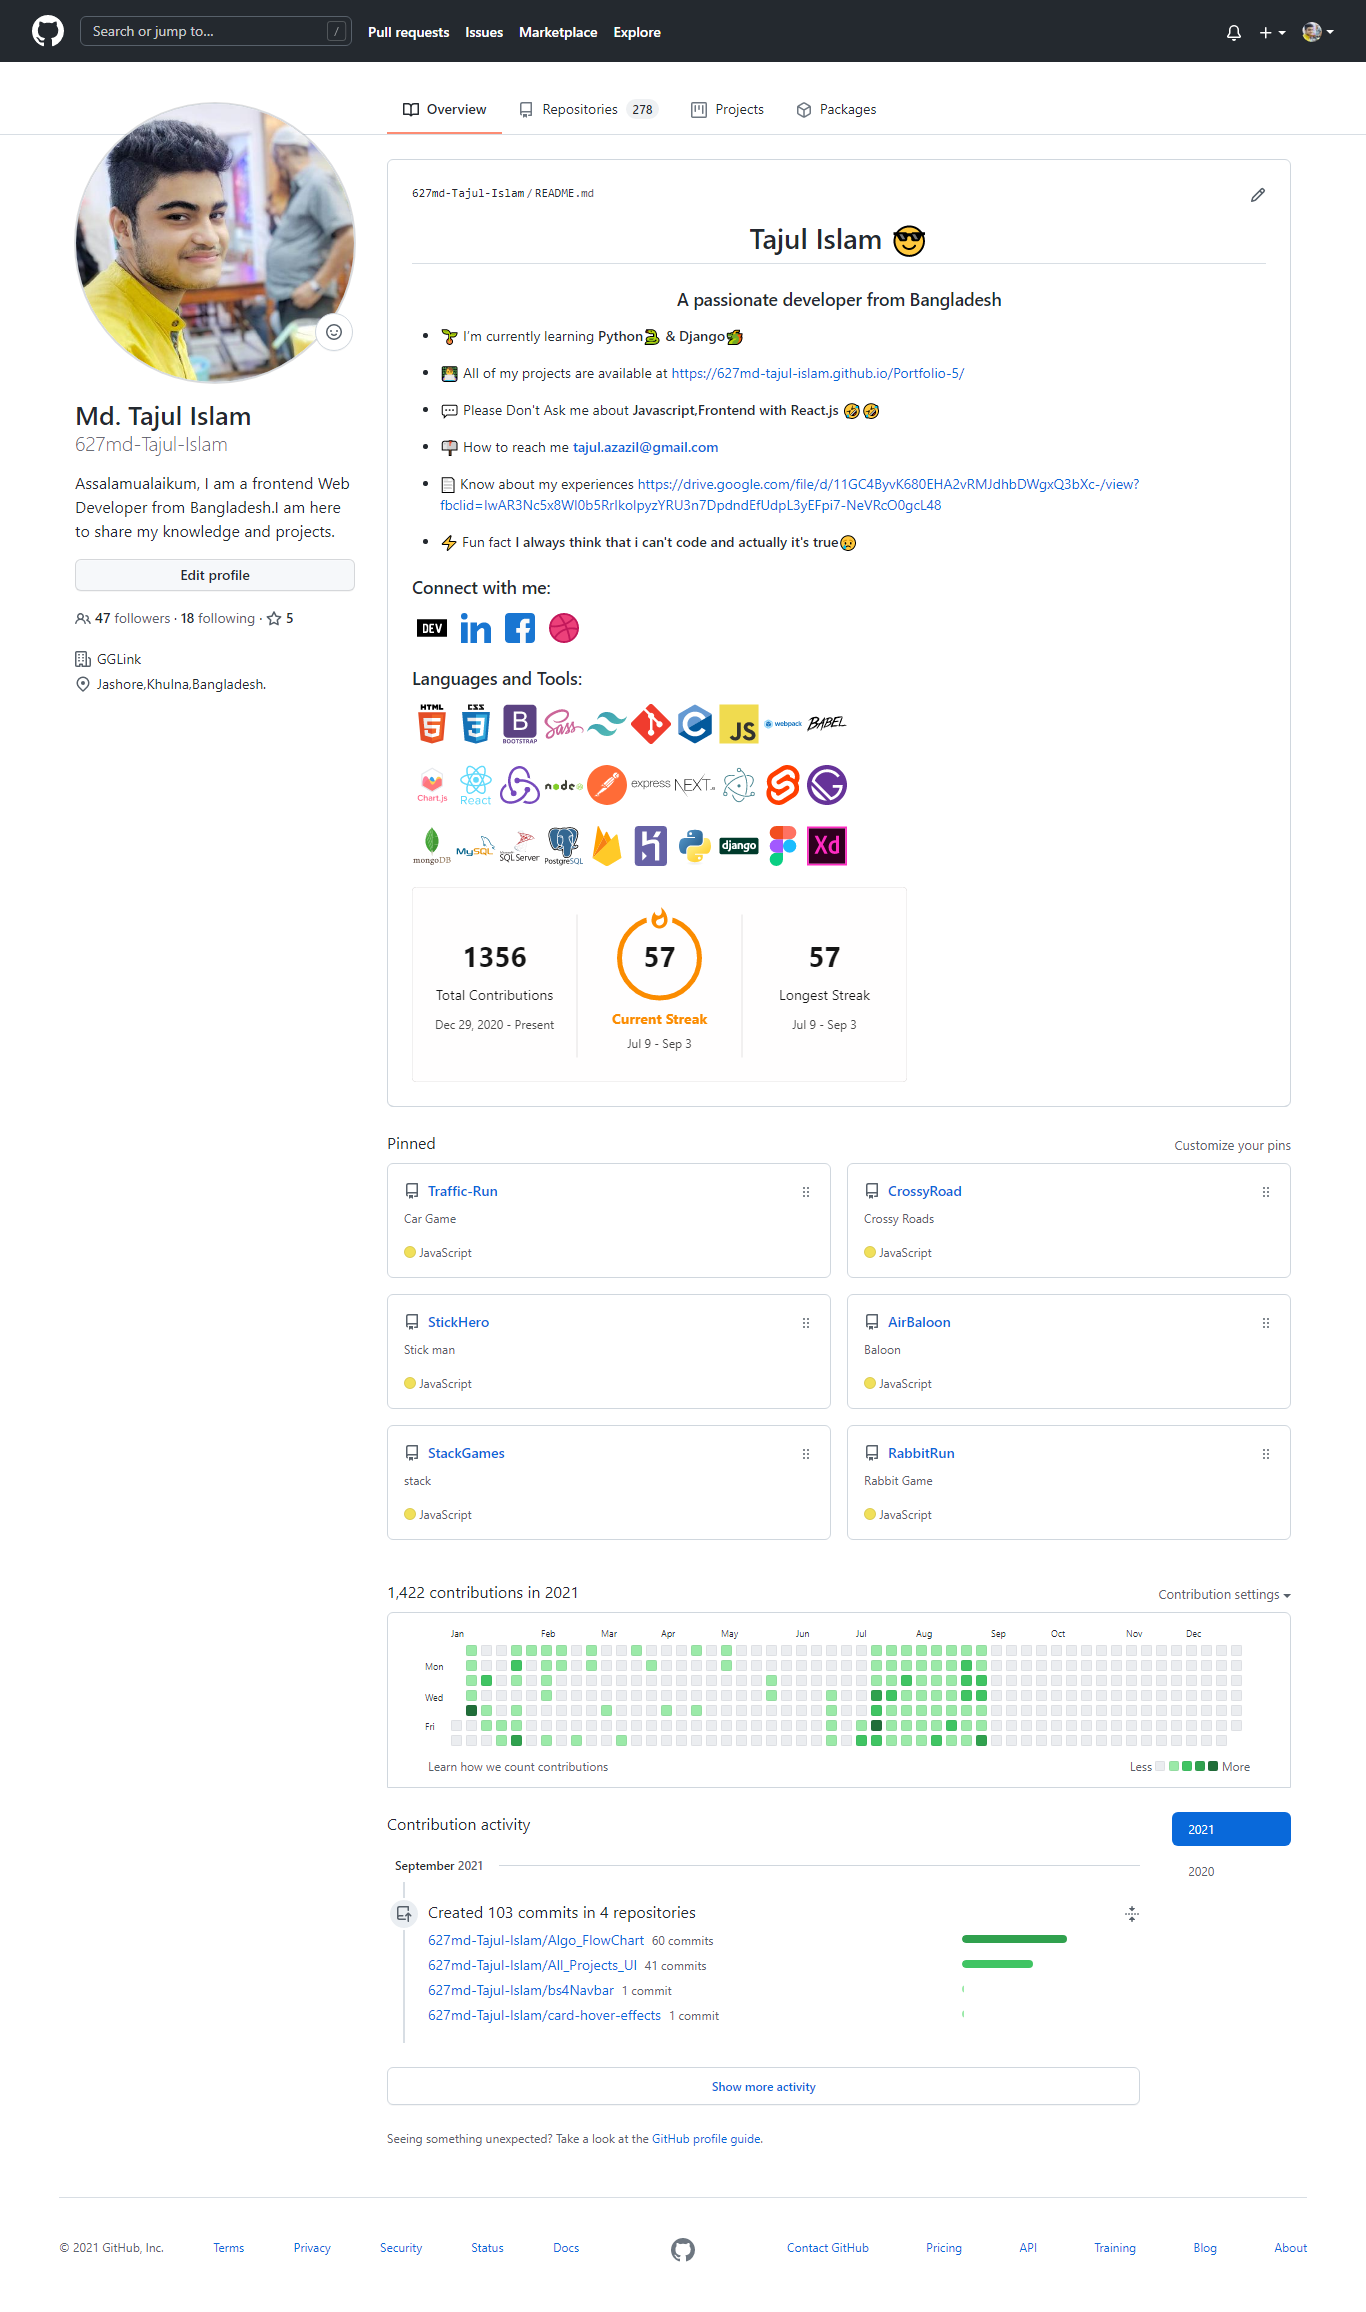 Search or jump to...
/
Pull requests
Issues
Marketplace
Explore
Overview
Repositories 278
Projects
Packages
Md. Tajul Islam
627md-Tajul-Islam
Assalamualaikum, I am a frontend Web
Developer from Bangladesh.I am here
to share my knowledge and projects.
Edit profile
47 followers · 18 following · 5
GGLink
Jashore,Khulna,Bangladesh.
627md-Tajul-Islam / README.md
Tajul Islam 😎
A passionate developer from Bangladesh
• 🌱 I'm currently learning Python🐍 & Django🐲
• 👨‍💻 All of my projects are available at https://627md-tajul-islam.github.io/Portfolio-5/
• 💬 Please Don't Ask me about Javascript,Frontend with React.js 🤣🤣
• 📫 How to reach me tajul.azazil@gmail.com
• 📄 Know about my experiences https://drive.google.com/file/d/11GC4ByvK680EHA2vRMJdhbDWgxQ3bXc-/view?
fbclid=IwAR3Nc5x8Wl0b5RrIkolpyzYRU3n7DpdndEfUdpL3yEFpi7-NeVRcO0gcL48
• ⚡ Fun fact I always think that i can't code and actually it's true😥
Connect with me:
DEV in
Languages and Tools:
HTML 5 CSS 3 B BOOTSTRAP Sass C JS webpack BABEL
Chart.js React node express NEXT.JS
mongoDB MySQL Microsoft SQL Server PostgreSQL django Xd
1356
Total Contributions
Dec 29, 2020 - Present
57
Current Streak
Jul 9 - Sep 3
57
Longest Streak
Jul 9 - Sep 3
Pinned
Customize your pins
Traffic-Run
Car Game
JavaScript
CrossyRoad
Crossy Roads
JavaScript
StickHero
Stick man
JavaScript
AirBaloon
Baloon
JavaScript
StackGames
stack
JavaScript
RabbitRun
Rabbit Game
JavaScript
1,422 contributions in 2021
Contribution settings
Jan Feb Mar Apr May Jun Jul Aug Sep Oct Nov Dec
Mon
Wed
Fri
Learn how we count contributions
Less More
Contribution activity
2021
2020
September 2021
Created 103 commits in 4 repositories
627md-Tajul-Islam/Algo_FlowChart 60 commits
627md-Tajul-Islam/All_Projects_UI 41 commits
627md-Tajul-Islam/bs4Navbar 1 commit
627md-Tajul-Islam/card-hover-effects 1 commit
Show more activity
Seeing something unexpected? Take a look at the GitHub profile guide.
© 2021 GitHub, Inc.
Terms
Privacy
Security
Status
Docs
Contact GitHub
Pricing
API
Training
Blog
About